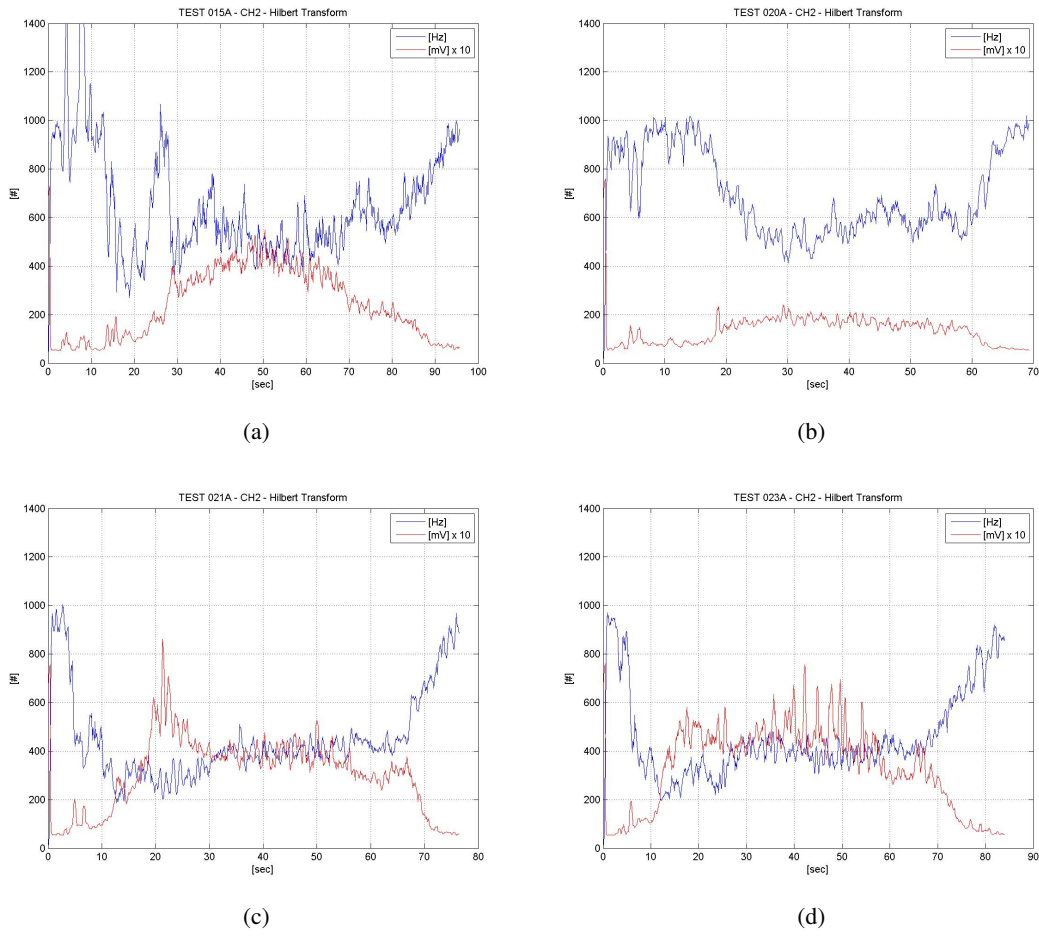 TEST 015A - CH2 - Hilbert Transform
1400
1200
1000
800
600
400
200
0
[#]
[Hz]
[mV] x 10
0 10 20 30 40 50 60 70 80 90 100
[sec]
(a)
TEST 020A - CH2 - Hilbert Transform
1400
1200
1000
800
600
400
200
0
[#]
[Hz]
[mV] x 10
0 10 20 30 40 50 60 70
[sec]
(b)
TEST 021A - CH2 - Hilbert Transform
1400
1200
1000
800
600
400
200
0
[#]
[Hz]
[mV] x 10
0 10 20 30 40 50 60 70 80
[sec]
(c)
TEST 023A - CH2 - Hilbert Transform
1400
1200
1000
800
600
400
200
0
[#]
[Hz]
[mV] x 10
0 10 20 30 40 50 60 70 80 90
[sec]
(d)